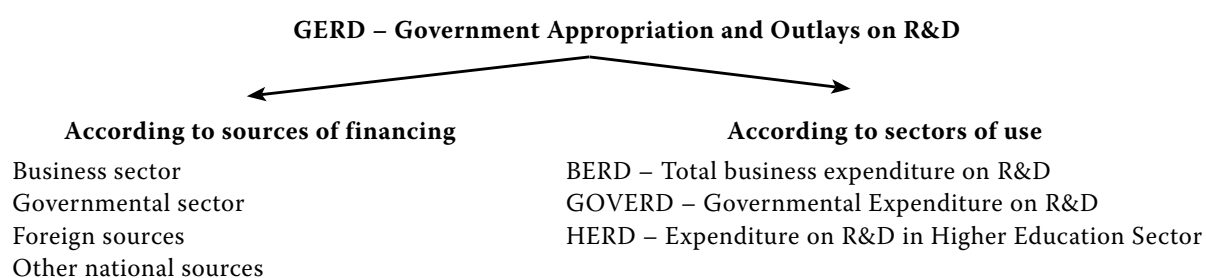 GERD – Government Appropriation and Outlays on R&D
According to sources of financing
Business sector
Governmental sector
Foreign sources
Other national sources
According to sectors of use
BERD – Total business expenditure on R&D
GOVERD – Governmental Expenditure on R&D
HERD – Expenditure on R&D in Higher Education Sector